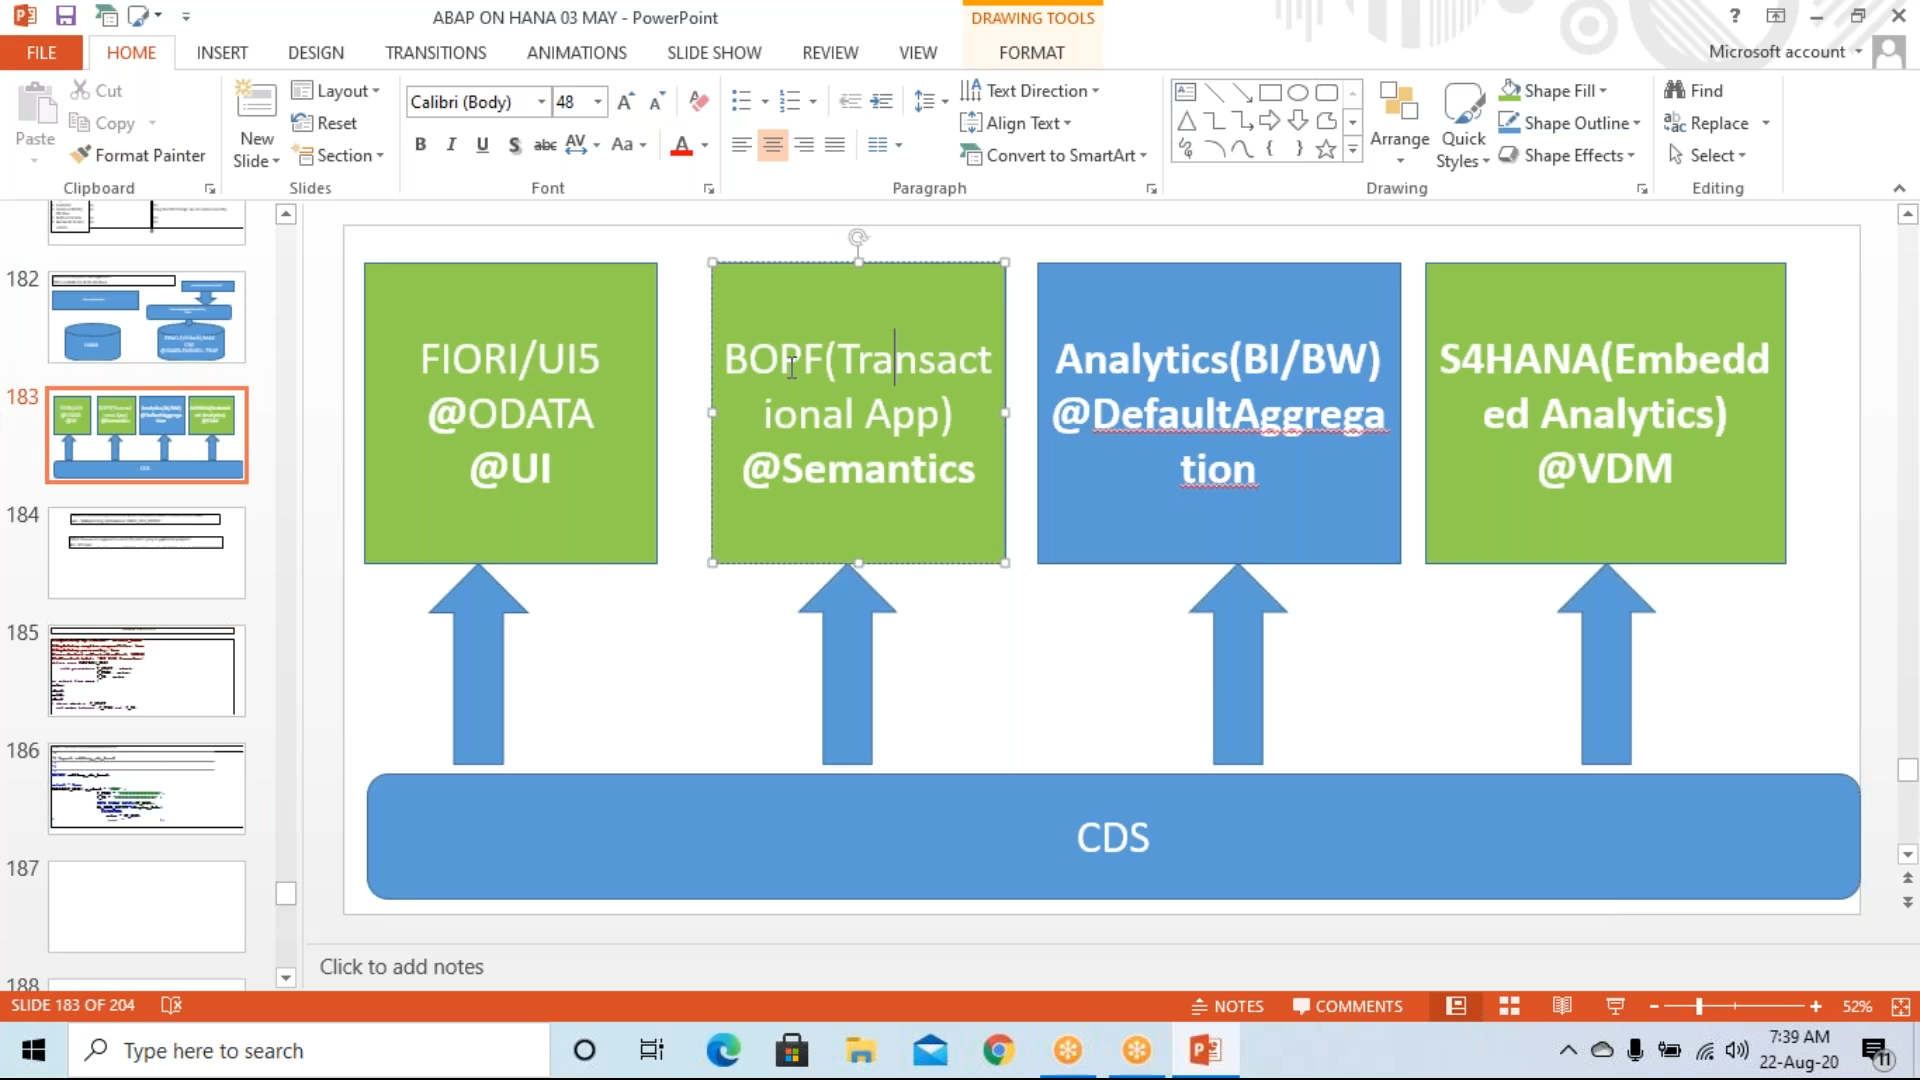 ABAP ON HANA 03 MAY - PowerPoint
DRAWING TOOLS
?
FILE
HOME
INSERT
DESIGN
TRANSITIONS
ANIMATIONS
SLIDE SHOW
REVIEW
VIEW
FORMAT
Microsoft account
Paste
Cut
Copy
Format Painter
Clipboard
New
Slide
Layout
Reset
Section
Slides
Calibri (Body)
48
B I U S abc AV Aa A
Font
Text Direction
Align Text
Convert to SmartArt
Paragraph
Arrange
Quick
Styles
Shape Fill
Shape Outline
Shape Effects
Drawing
Find
Replace
Select
Editing
182
183
184
185
186
187
188
FIORI/UI5
@ODATA
@UI
BOPF(Transact
ional App)
@Semantics
Analytics(BI/BW)
@DefaultAggrega
tion
S4HANA(Embedd
ed Analytics)
@VDM
CDS
Click to add notes
SLIDE 183 OF 204
NOTES
COMMENTS
52%
Type here to search
7:39 AM
22-Aug-20
11